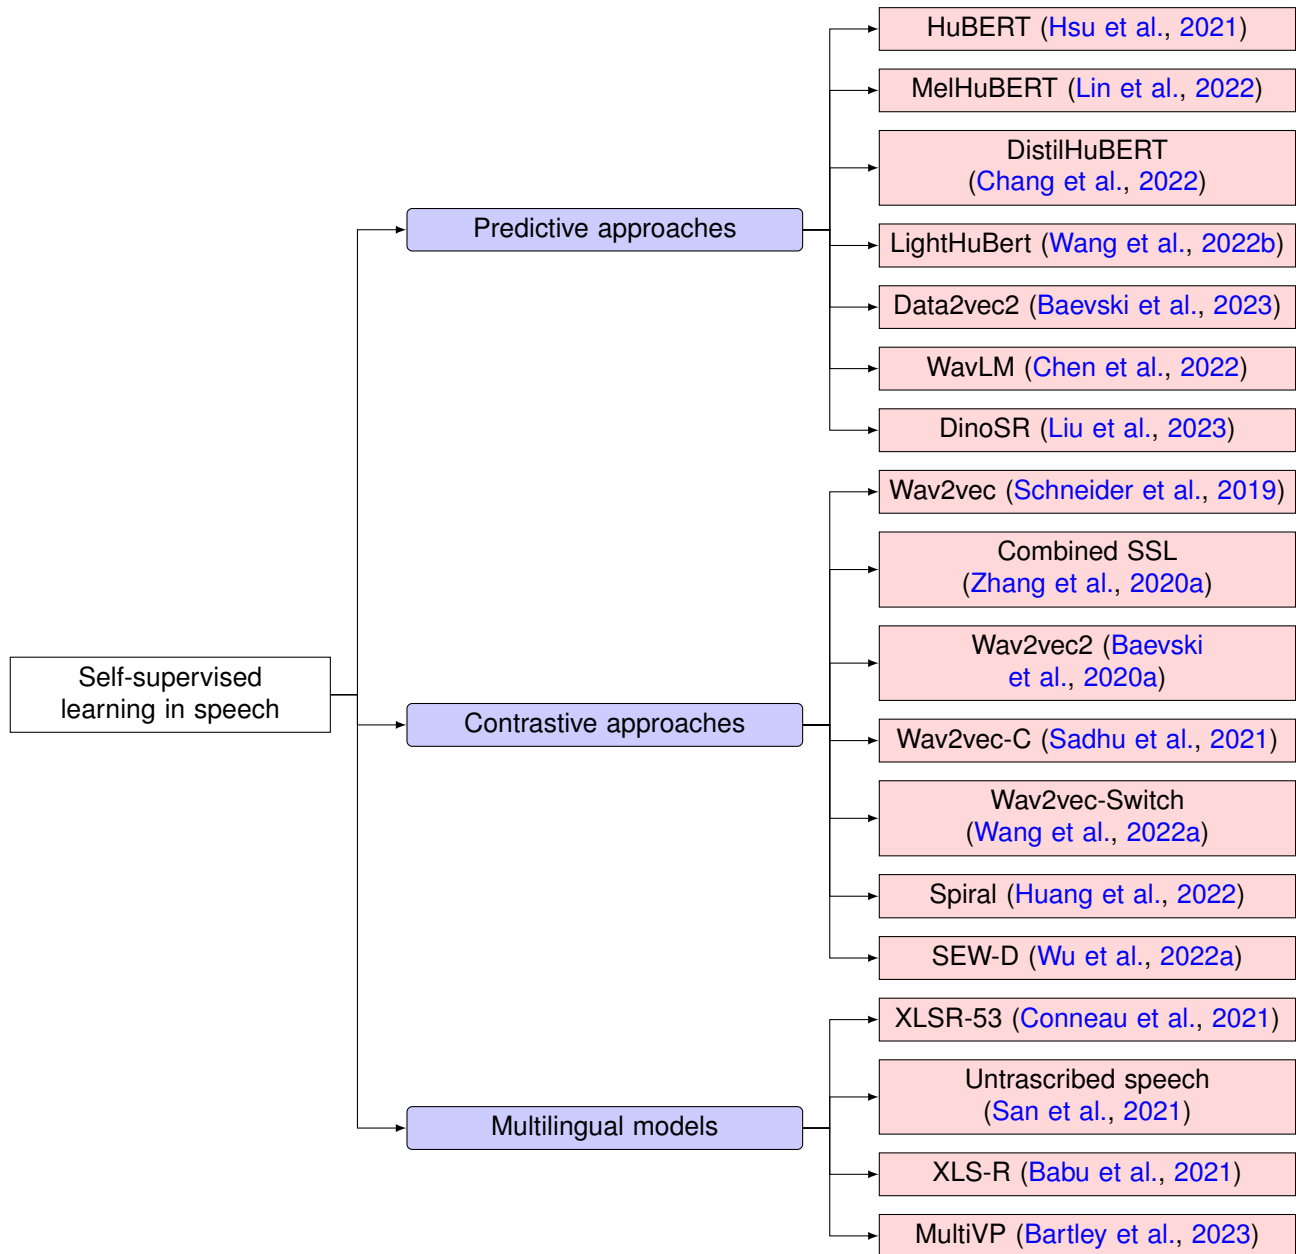 Self-supervised
learning in speech
Predictive approaches
HuBERT (Hsu et al., 2021)
MelHuBERT (Lin et al., 2022)
DistilHuBERT
(Chang et al., 2022)
LightHuBert (Wang et al., 2022b)
Data2vec2 (Baevski et al., 2023)
WavLM (Chen et al., 2022)
DinoSR (Liu et al., 2023)
Contrastive approaches
Wav2vec (Schneider et al., 2019)
Combined SSL
(Zhang et al., 2020a)
Wav2vec2 (Baevski
et al., 2020a)
Wav2vec-C (Sadhu et al., 2021)
Wav2vec-Switch
(Wang et al., 2022a)
Spiral (Huang et al., 2022)
SEW-D (Wu et al., 2022a)
Multilingual models
XLSR-53 (Conneau et al., 2021)
Untrascribed speech
(San et al., 2021)
XLS-R (Babu et al., 2021)
MultiVP (Bartley et al., 2023)